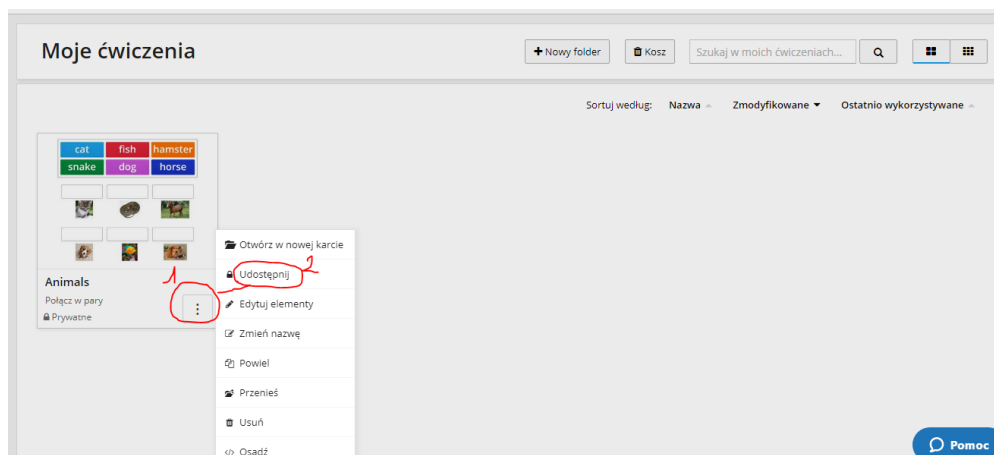 Moje ćwiczenia
Nowy folder
Kosz
Szukaj w moich ćwiczeniach...
Sortuj według: Nazwa Zmodyfikowane Ostatnio wykorzystywane
cat fish hamster
snake dog horse
Animals
Połącz w pary
Prywatne
1
Otwórz w nowej karcie
Udostępnij 2
Edytuj elementy
Zmień nazwę
Powiel
Przenieś
Usuń
</> Osadź
Pomoc